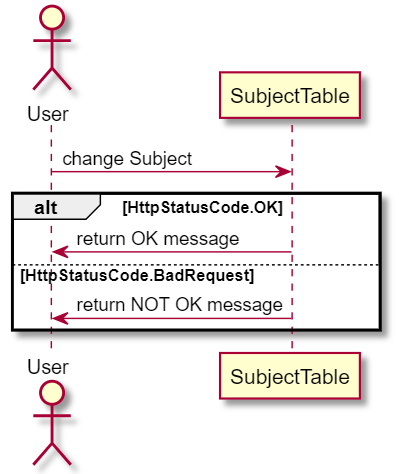 User
SubjectTable
change Subject
alt [HttpStatusCode.OK]
return OK message
[HttpStatusCode.BadRequest]
return NOT OK message
User
SubjectTable